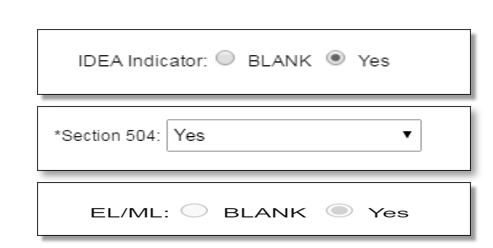 IDEA Indicator: BLANK Yes
*Section 504: Yes
EL/ML: BLANK Yes